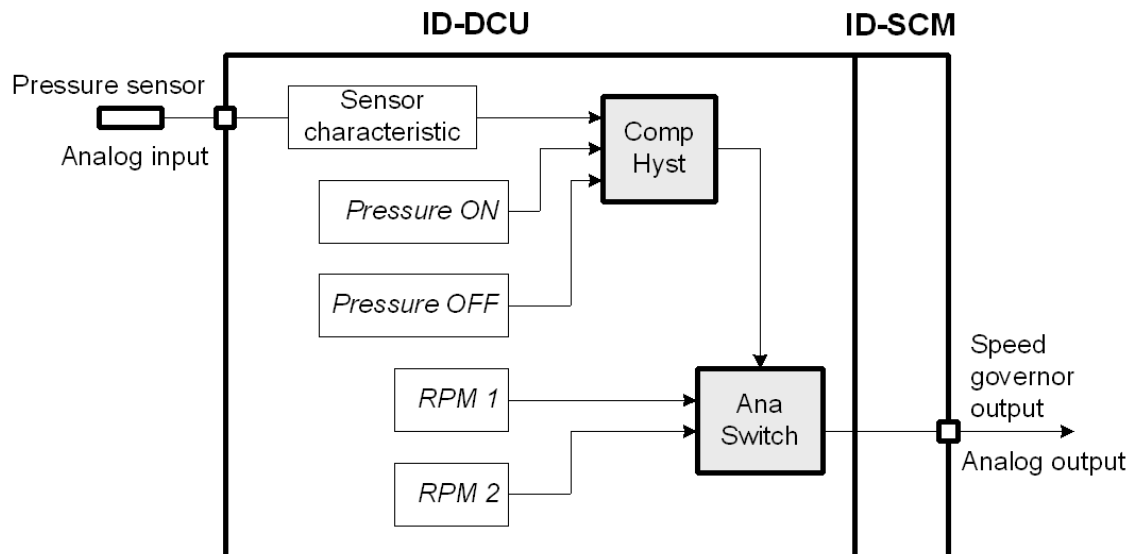 ID-DCU
ID-SCM
Pressure sensor
Analog input
Sensor
characteristic
Comp
Hyst
Pressure ON
Pressure OFF
RPM 1
RPM 2
Ana
Switch
Speed
governor
output
Analog output